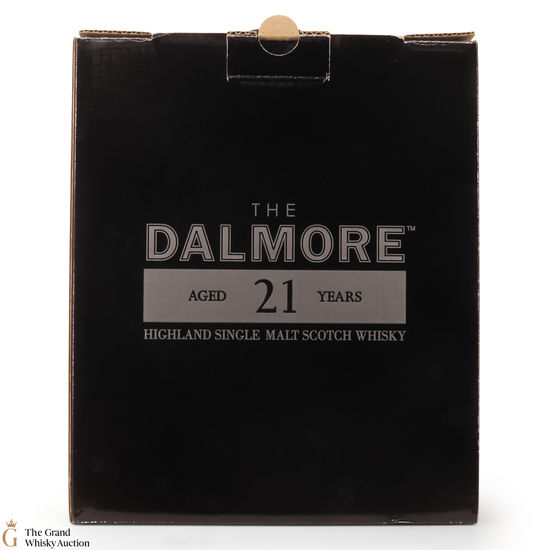 THE
DALMORE™
AGED 21 YEARS
HIGHLAND SINGLE MALT SCOTCH WHISKY
G
The Grand
Whisky Auction